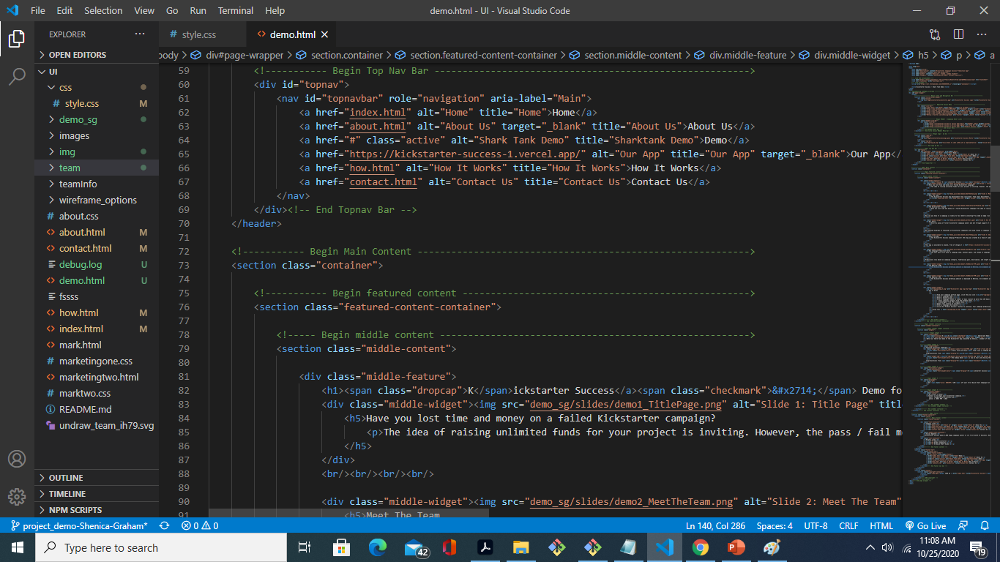 File Edit Selection View Go Run Terminal Help demo.html - UI - Visual Studio Code
EXPLORER ··· # style.css <> demo.html
OPEN EDITORS
body > div#page-wrapper > section.container > section.featured-content-container > section.middle-content > div.middle-feature > div.middle-widget > h5 > p > a
UI
css
# style.css M
demo_sg
images
img
team
teamInfo
wireframe_options
# about.css
<> about.html M
<> contact.html M
debug.log U
<> demo.html U
fssss
<> how.html M
<> index.html M
<> mark.html
# marketingone.css
<> marketingtwo.html
# marktwo.css
README.md
undraw_team_ih79.svg
OUTLINE
TIMELINE
NPM SCRIPTS
59 <!----------- Begin Top Nav Bar --------------------------------------------------------->
60 <div id="topnav">
61 <nav id="topnavbar" role="navigation" aria-label="Main">
62 <a href="index.html" alt="Home" title="Home">Home</a>
63 <a href="about.html" alt="About Us" target="_blank" title="About Us">About Us</a>
64 <a href="#" class="active" alt="Shark Tank Demo" title="Sharktank Demo">Demo</a>
65 <a href="https://kickstarter-success-1.vercel.app/" alt="Our App" title="Our App" target="_blank">Our App</
66 <a href="how.html" alt="How It Works" title="How It Works">How It Works</a>
67 <a href="contact.html" alt="Contact Us" title="Contact Us">Contact Us</a>
68 </nav>
69 </div><!-- End Topnav Bar -->
70 </header>
71
72 <!----------- Begin Main Content ------------------------------------------------------------>
73 <section class="container">
74
75 <!----------- Begin featured content ---------------------------------------------------->
76 <section class="featured-content-container">
77
78 <!----- Begin middle content -------------------------------------------------------->
79 <section class="middle-content">
80
81 <div class="middle-feature">
82 <h1><span class="dropcap">K</span>ickstarter Success</a><span class="checkmark">&#x2714;</span> Demo fo
83 <div class="middle-widget"><img src="demo_sg/slides/demo1_TitlePage.png" alt="Slide 1: Title Page" titl
84 <h5>Have you lost time and money on a failed Kickstarter campaign?
85 <p>The idea of raising unlimited funds for your project is inviting. However, the pass / fail m
86 </h5>
87 </div>
88 <br/><br/><br/><br/>
89
90 <div class="middle-widget"><img src="demo_sg/slides/demo2_MeetTheTeam.png" alt="Slide 2: Meet The Team"
91 <h5>Meet The Team
project_demo-Shenica-Graham* 0 0 Ln 140, Col 286 Spaces: 4 UTF-8 CRLF HTML Go Live
Type here to search 42 11:08 AM
10/25/2020 19